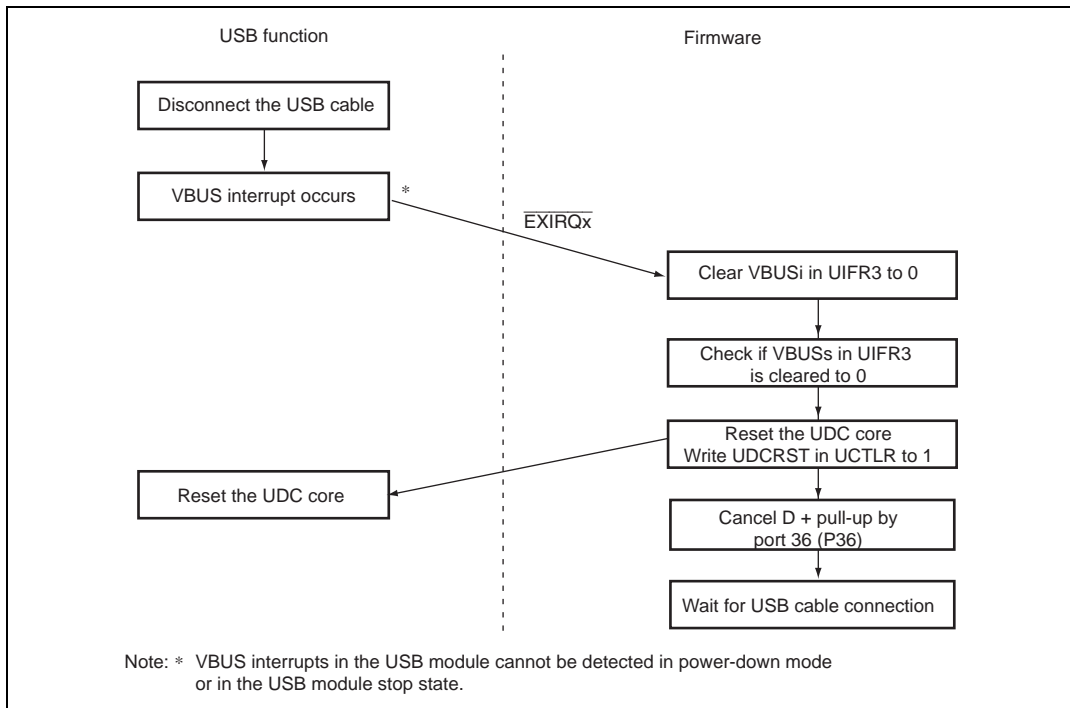 USB function
Firmware
Disconnect the USB cable
VBUS interrupt occurs
*
EXIRQx
Clear VBUSi in UIFR3 to 0
Check if VBUSs in UIFR3
is cleared to 0
Reset the UDC core
Write UDCRST in UCTLR to 1
Reset the UDC core
Cancel D + pull-up by
port 36 (P36)
Wait for USB cable connection
Note: * VBUS interrupts in the USB module cannot be detected in power-down mode
or in the USB module stop state.